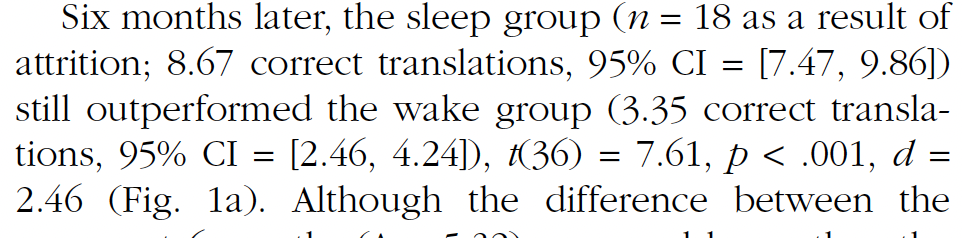 Six months later, the sleep group (n = 18 as a result of
attrition; 8.67 correct translations, 95% CI = [7.47, 9.86])
still outperformed the wake group (3.35 correct transla-
tions, 95% CI = [2.46, 4.24]), t(36) = 7.61, p < .001, d =
2.46 (Fig. 1a). Although the difference between the